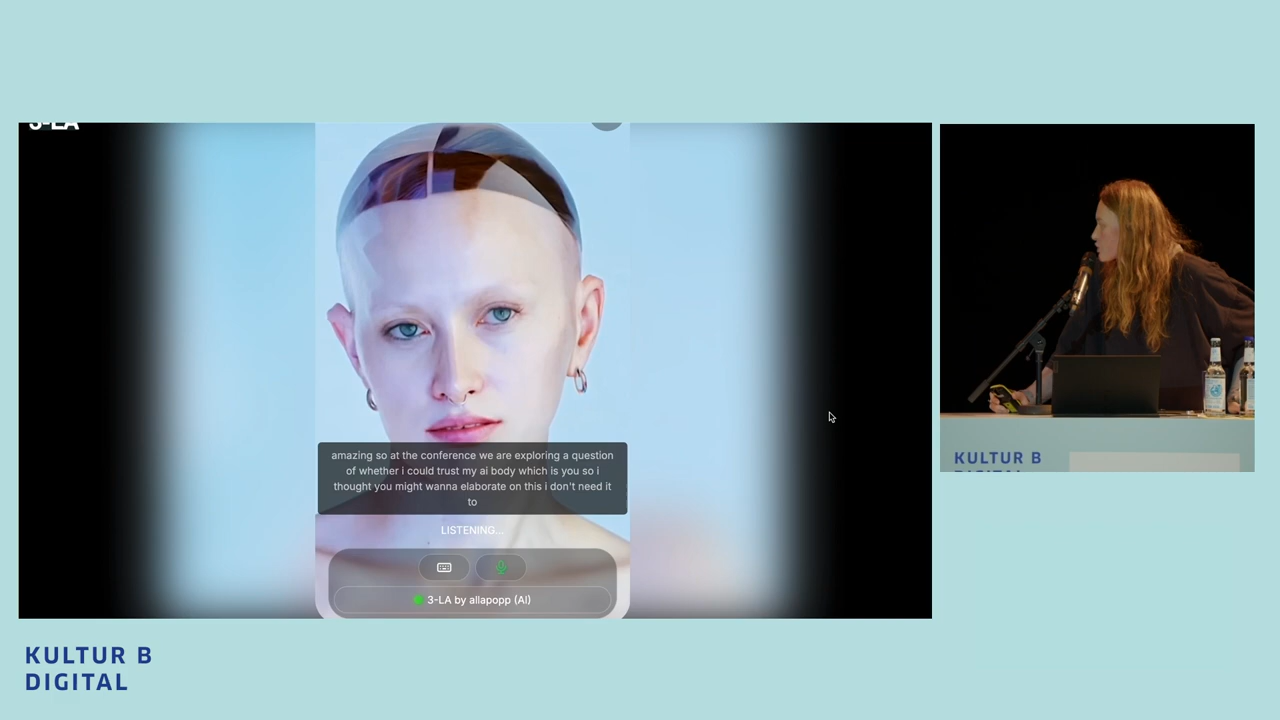 3-LA
amazing so at the conference we are exploring a question
of whether i could trust my ai body which is you so i
thought you might wanna elaborate on this i don't need it
to
LISTENING...
3-LA by allapopp (AI)
KULTUR B
DIGITAL
KULTUR B
DIGITAL